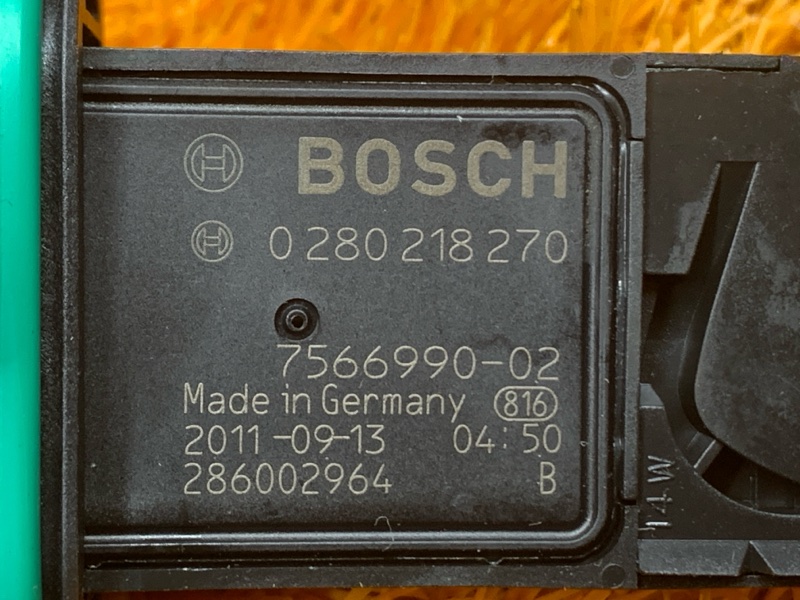 BOSCH
0 280 218 270
7566990-02
Made in Germany 816
2011-09-13 04:50
286002964 B
14W